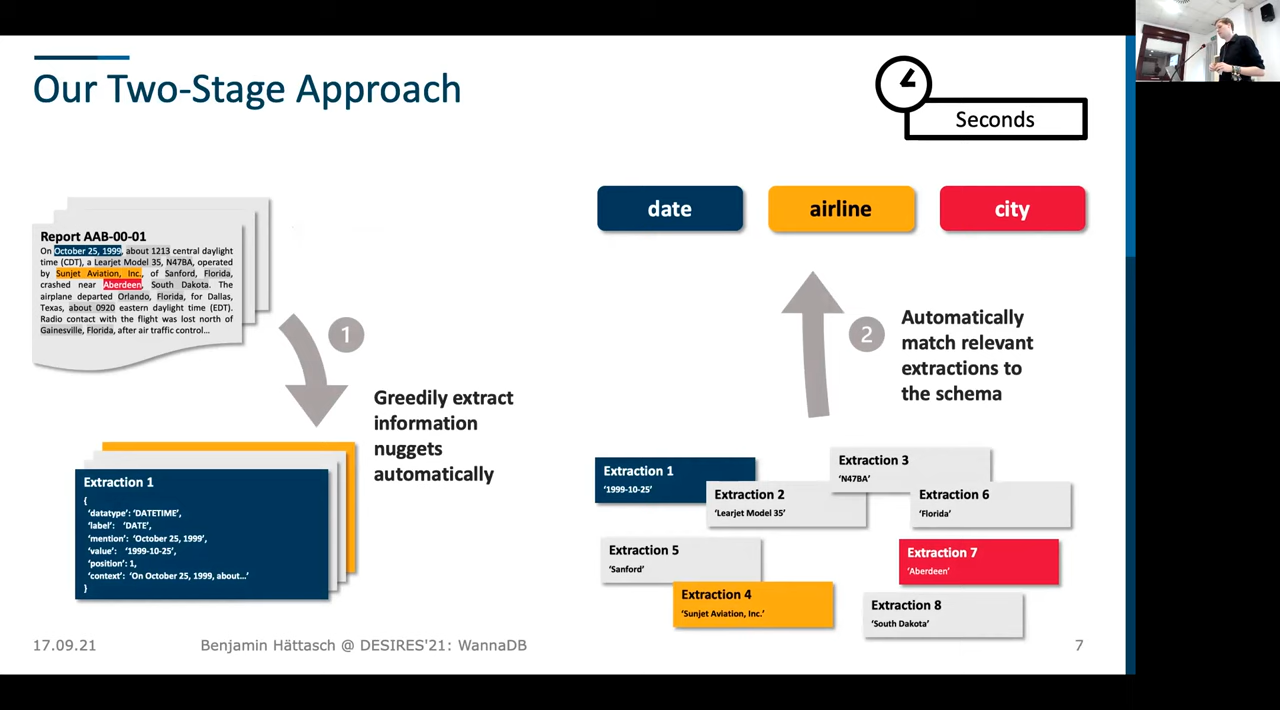 Our Two-Stage Approach
Seconds
Report AAB-00-01
On October 25, 1999, about 1213 central daylight
time (CDT), a Learjet Model 35, N47BA, operated
by Sunjet Aviation, Inc., of Sanford, Florida,
crashed near Aberdeen, South Dakota. The
airplane departed Orlando, Florida, for Dallas,
Texas, about 0920 eastern daylight time (EDT).
Radio contact with the flight was lost north of
Gainesville, Florida, after air traffic control...
1
Greedily extract
information
nuggets
automatically
Extraction 1
{
'datatype': 'DATETIME',
'label': 'DATE',
'mention': 'October 25, 1999',
'value': '1999-10-25',
'position': 1,
'context': 'On October 25, 1999, about...'
}
date
airline
city
2
Automatically
match relevant
extractions to
the schema
Extraction 1
'1999-10-25'
Extraction 2
'Learjet Model 35'
Extraction 3
'N47BA'
Extraction 6
'Florida'
Extraction 5
'Sanford'
Extraction 7
'Aberdeen'
Extraction 4
'Sunjet Aviation, Inc.'
Extraction 8
'South Dakota'
17.09.21
Benjamin Hättasch @ DESIRES'21: WannaDB
7